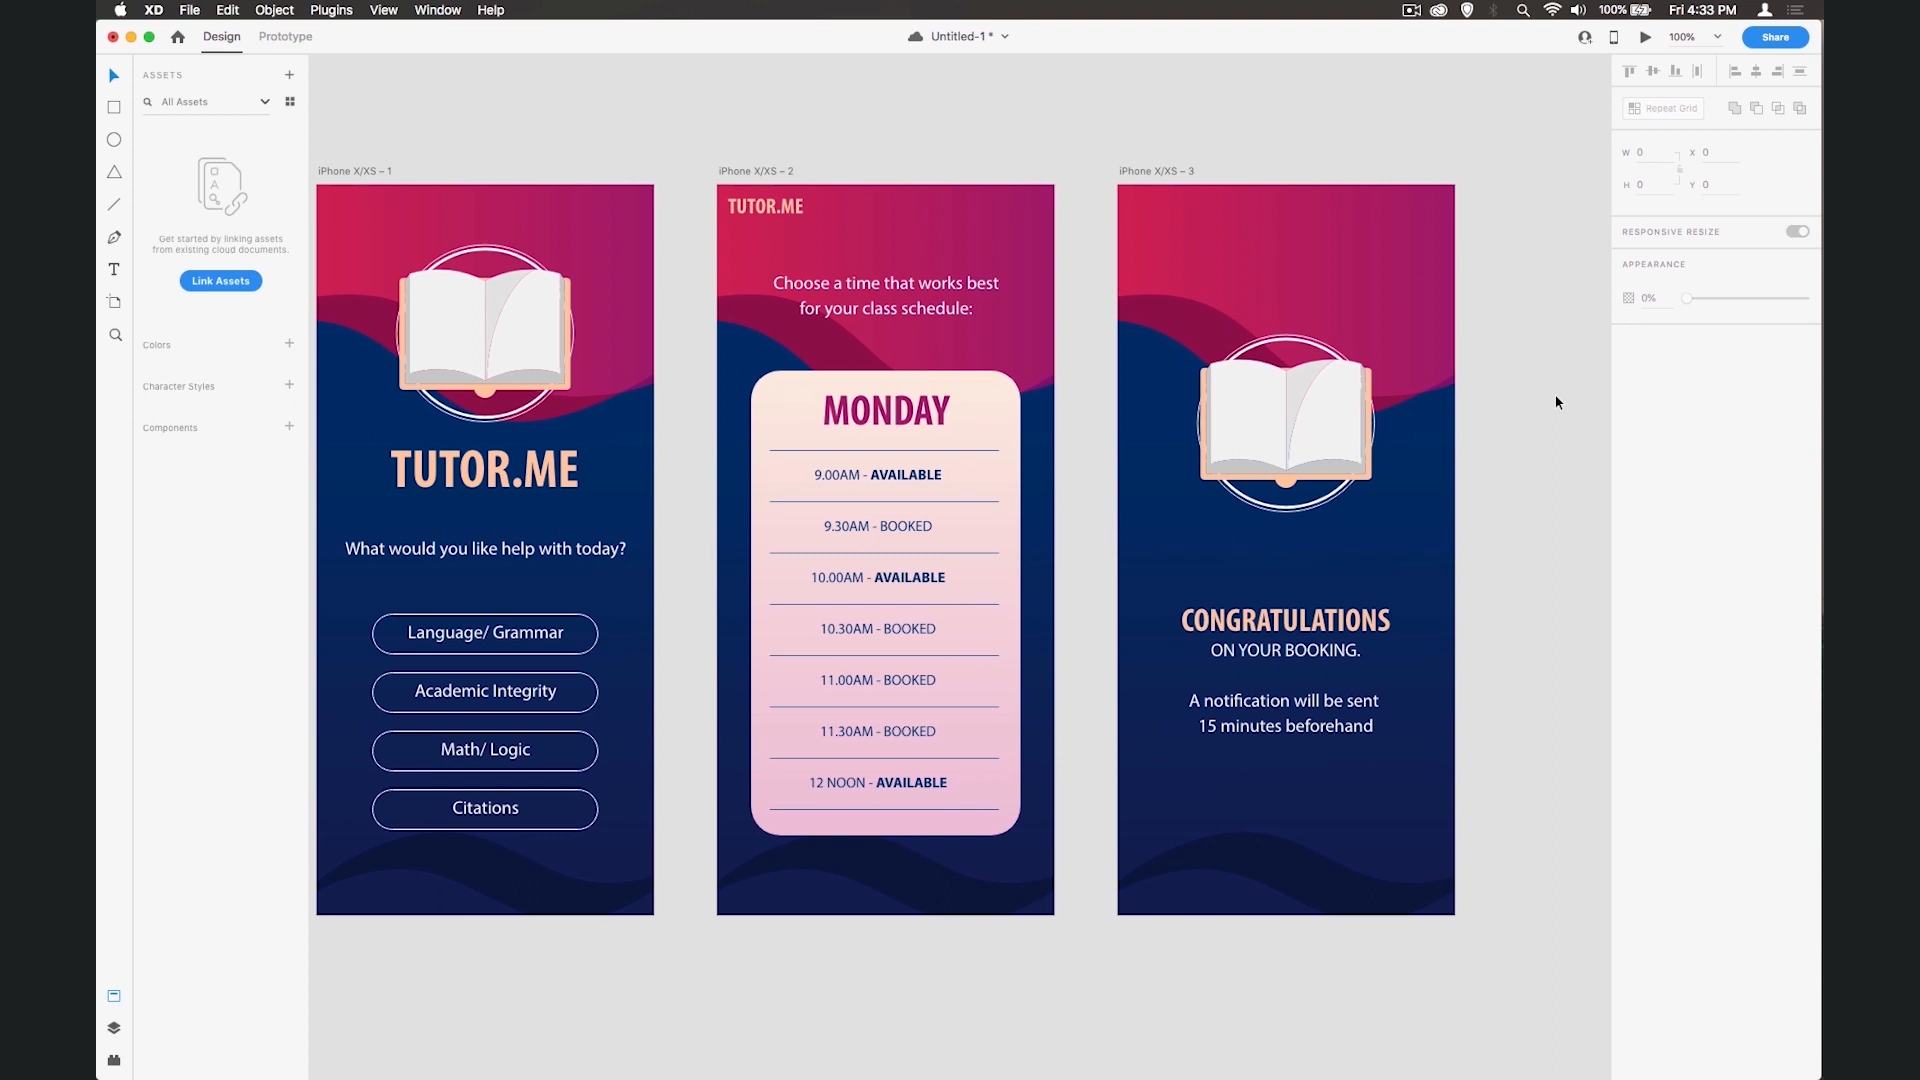 XD File Edit Object Plugins View Window Help
100% Fri 4:33 PM
Design Prototype
Untitled-1 *
100%
Share
ASSETS
All Assets
Get started by linking assets
from existing cloud documents.
Link Assets
Colors
Character Styles
Components
iPhone X/XS – 1
TUTOR.ME
What would you like help with today?
Language/ Grammar
Academic Integrity
Math/ Logic
Citations
iPhone X/XS – 2
TUTOR.ME
Choose a time that works best
for your class schedule:
MONDAY
9.00AM - AVAILABLE
9.30AM - BOOKED
10.00AM - AVAILABLE
10.30AM - BOOKED
11.00AM - BOOKED
11.30AM - BOOKED
12 NOON - AVAILABLE
iPhone X/XS – 3
CONGRATULATIONS
ON YOUR BOOKING.
A notification will be sent
15 minutes beforehand
Repeat Grid
W 0 X 0
H 0 Y 0
RESPONSIVE RESIZE
APPEARANCE
0%